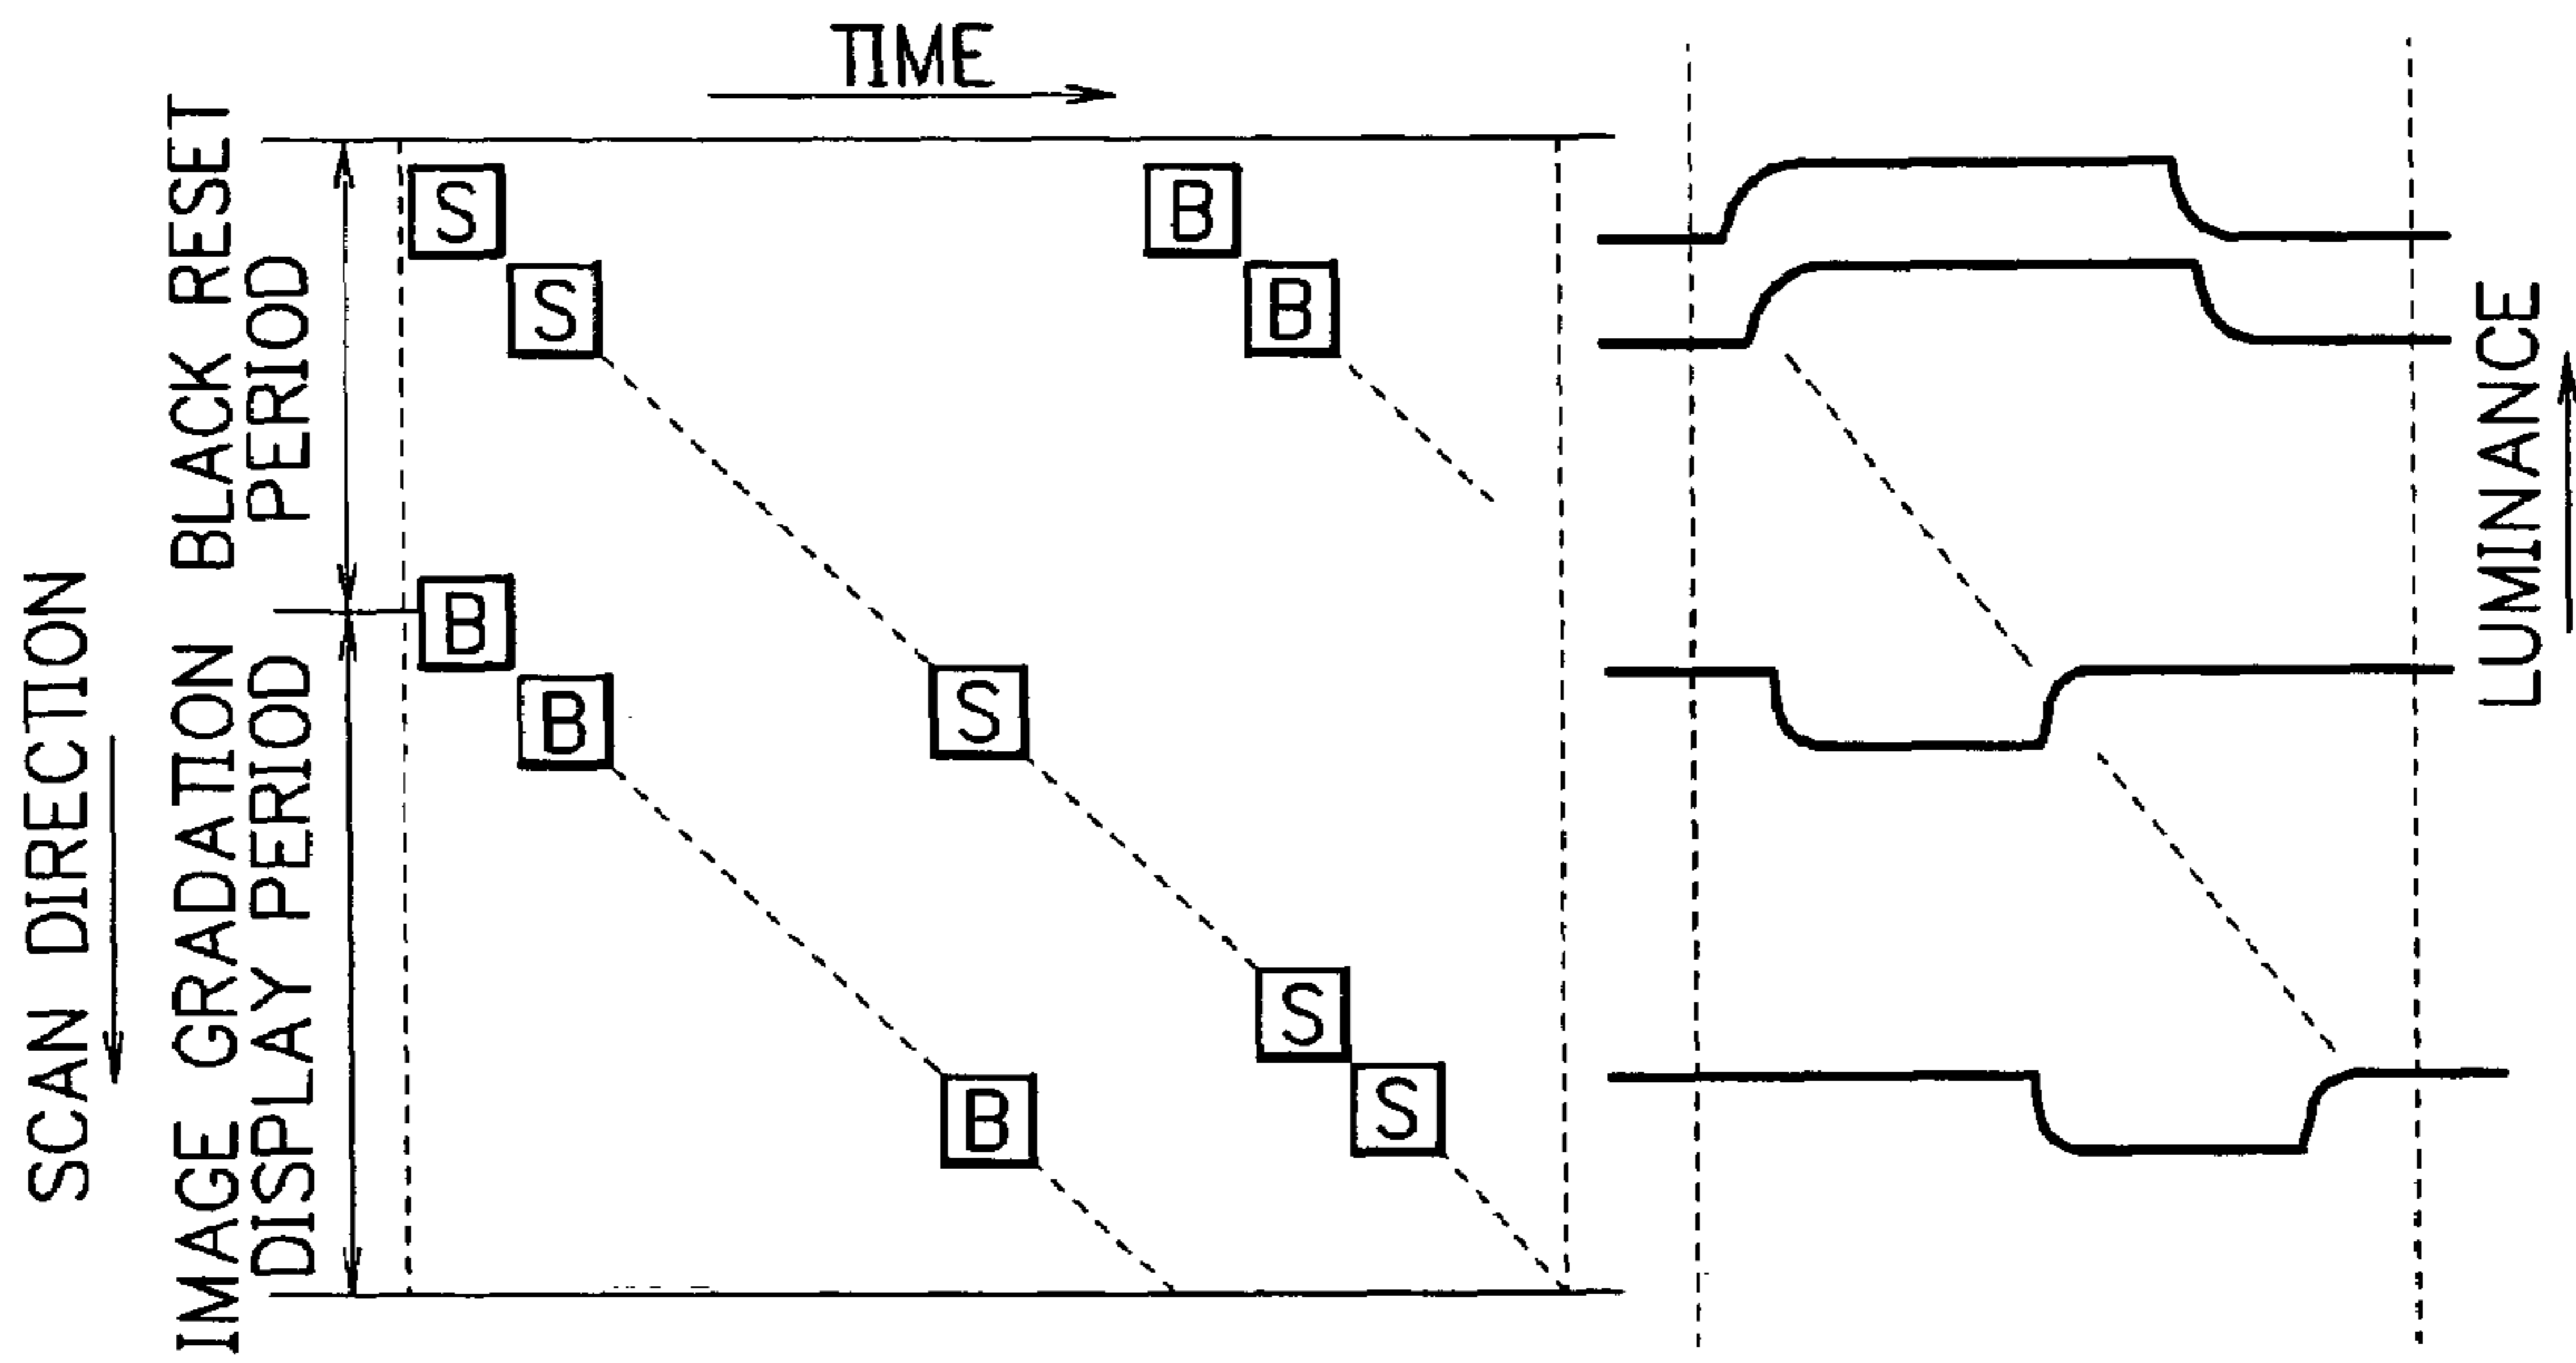 TIME
SCAN DIRECTION
BLACK RESET
PERIOD
IMAGE GRADATION
DISPLAY PERIOD
S
B
S
B
B
B
S
S
B
S
LUMINANCE